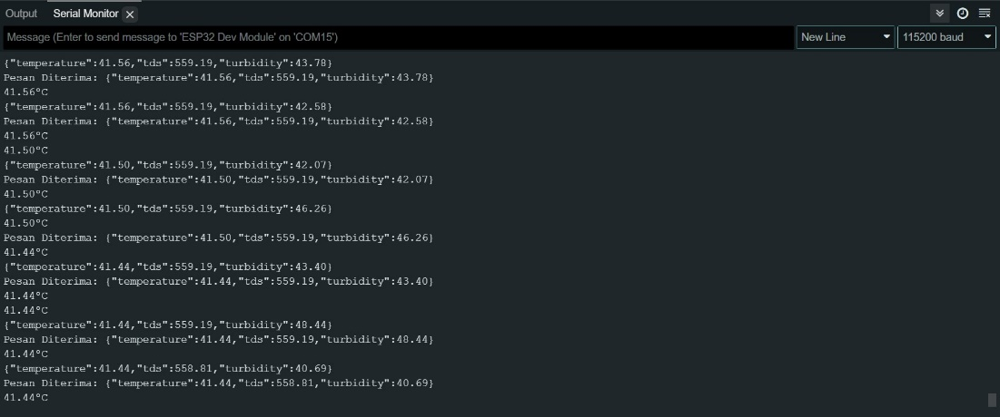 Output Serial Monitor
Message (Enter to send message to 'ESP32 Dev Module' on 'COM15') New Line 115200 baud
{"temperature":41.56,"tds":559.19,"turbidity":43.78}
Pesan Diterima: {"temperature":41.56,"tds":559.19,"turbidity":43.78}
41.56°C
{"temperature":41.56,"tds":559.19,"turbidity":42.58}
Pesan Diterima: {"temperature":41.56,"tds":559.19,"turbidity":42.58}
41.56°C
41.50°C
{"temperature":41.50,"tds":559.19,"turbidity":42.07}
Pesan Diterima: {"temperature":41.50,"tds":559.19,"turbidity":42.07}
41.50°C
{"temperature":41.50,"tds":559.19,"turbidity":46.26}
41.50°C
Pesan Diterima: {"temperature":41.50,"tds":559.19,"turbidity":46.26}
41.44°C
{"temperature":41.44,"tds":559.19,"turbidity":43.40}
Pesan Diterima: {"temperature":41.44,"tds":559.19,"turbidity":43.40}
41.44°C
41.44°C
{"temperature":41.44,"tds":559.19,"turbidity":48.44}
Pesan Diterima: {"temperature":41.44,"tds":559.19,"turbidity":48.44}
41.44°C
{"temperature":41.44,"tds":558.81,"turbidity":40.69}
Pesan Diterima: {"temperature":41.44,"tds":558.81,"turbidity":40.69}
41.44°C